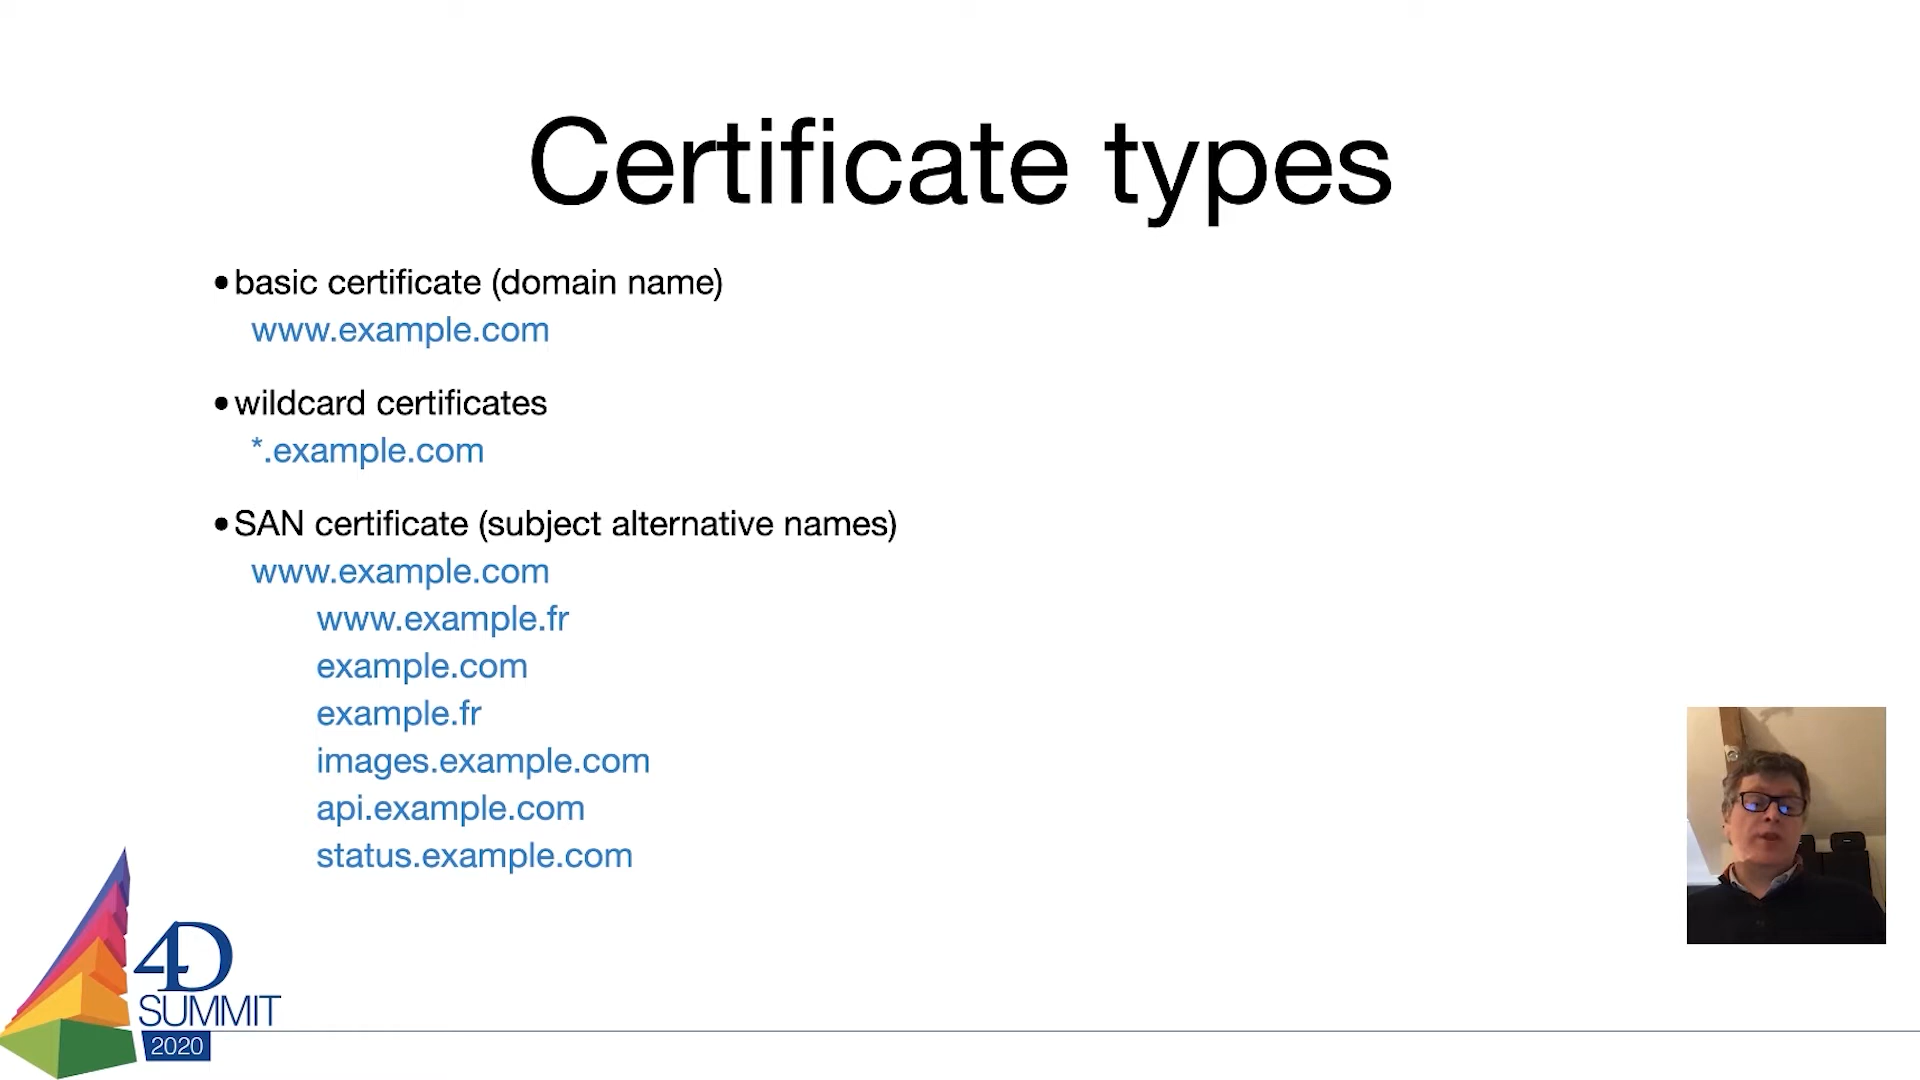 Certificate types
•basic certificate (domain name)
www.example.com
•wildcard certificates
*.example.com
•SAN certificate (subject alternative names)
www.example.com
www.example.fr
example.com
example.fr
images.example.com
api.example.com
status.example.com
4D
SUMMIT
2020